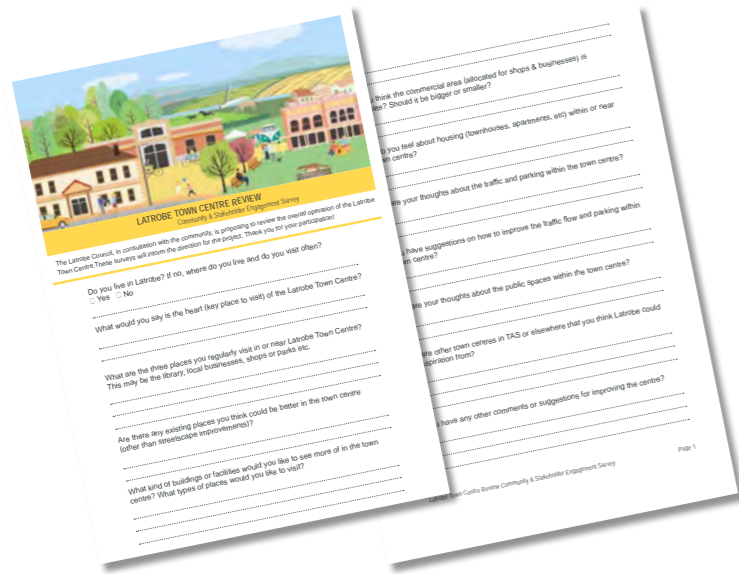 LATROBE TOWN CENTRE REVIEW
Community & Stakeholder Engagement Survey
The Latrobe Council, in consultation with the community, is proposing to review the overall operation of the Latrobe
Town Centre.These surveys will inform the direction for the project. Thank you for your participation!
Do you live in Latrobe? If no, where do you live and do you visit often?
□ Yes □ No
What would you say is the heart (key place to visit) of the Latrobe Town Centre?
What are the three places you regularly visit in or near Latrobe Town Centre?
This may be the library, local businesses, shops or parks etc.
Are there any existing places you think could be better in the town centre
(other than streetscape improvements)?
What kind of buildings or facilities would you like to see more of in the town
centre? What types of places would you like to visit?
think the commercial area (allocated for shops & businesses) is
Should it be bigger or smaller?
you feel about housing (townhouses, apartments, etc) within or near
centre?
your thoughts about the traffic and parking within the town centre?
have suggestions on how to improve the traffic flow and parking within
centre?
your thoughts about the public spaces within the town centre?
other town centres in TAS or elsewhere that you think Latrobe could
from?
have any other comments or suggestions for improving the centre?
Latrobe Town Centre Review Community & Stakeholder Engagement Survey
Page 1